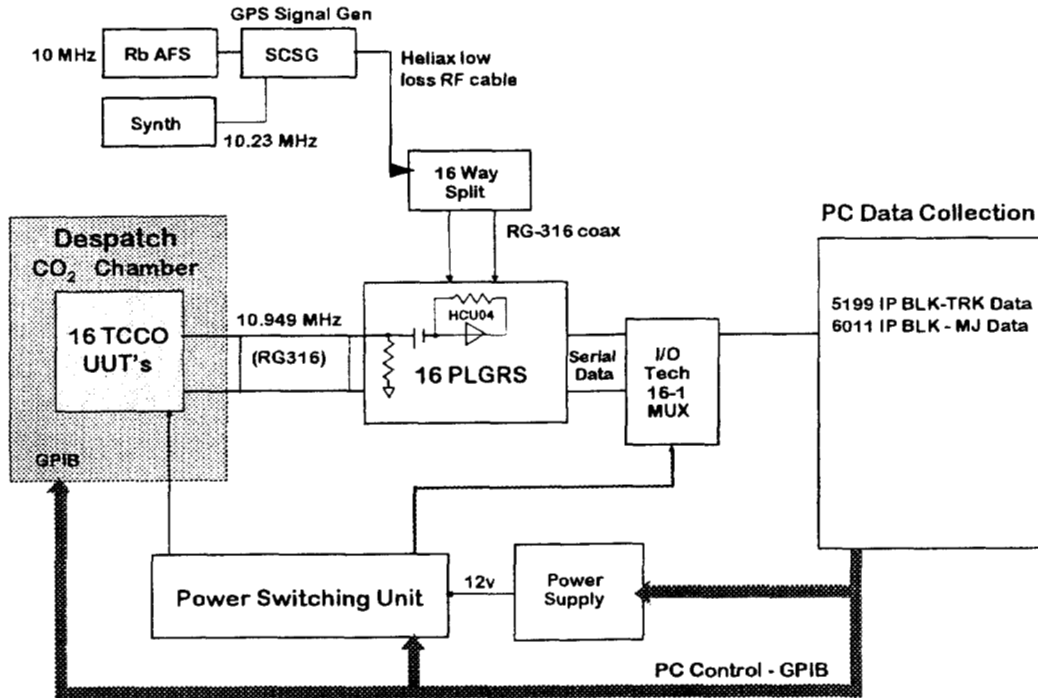 GPS Signal Gen
10 MHz
Rb AFS
SCSG
Heliax low
loss RF cable
Synth
10.23 MHz
16 Way
Split
RG-316 coax
PC Data Collection
Despatch
CO₂ Chamber
16 TCCO
UUT's
10.949 MHz
(RG316)
HCU04
16 PLGRS
Serial
Data
I/O
Tech
16-1
MUX
5199 IP BLK-TRK Data
6011 IP BLK - MJ Data
GPIB
Power Switching Unit
12v
Power
Supply
PC Control - GPIB